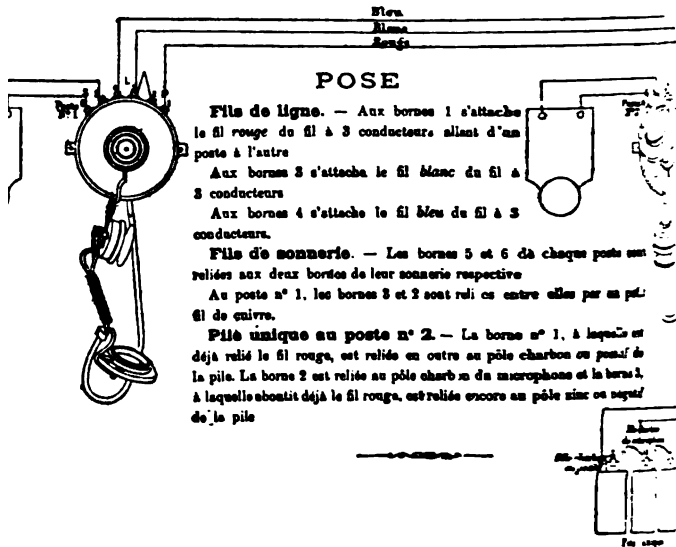 Bleu
Blanc
Rouge
POSE
Fils de ligne. — Aux bornes 1 s'attache
le fil rouge du fil à 3 conducteurs allant d'un
poste à l'autre
Aux bornes 3 s'attache le fil blanc du fil à
3 conducteurs
Aux bornes 4 s'attache le fil bleu du fil à 3
conducteurs.
Fils de sonnerie. — Les bornes 5 et 6 de chaque poste sont
reliées aux deux bornes de leur sonnerie respective
Au poste n° 1, les bornes 3 et 2 sont reli es entre elles par un
fil de cuivre.
Pile unique au poste n° 2. — La borne n° 1, à laquelle est
déjà relié le fil rouge, est reliée en outre au pôle charbon ou positif de
la pile. La borne 2 est reliée au pôle charb n du microphone et la borne 3,
à laquelle aboutit déjà le fil rouge, est reliée encore au pôle zinc ou négatif
de la pile